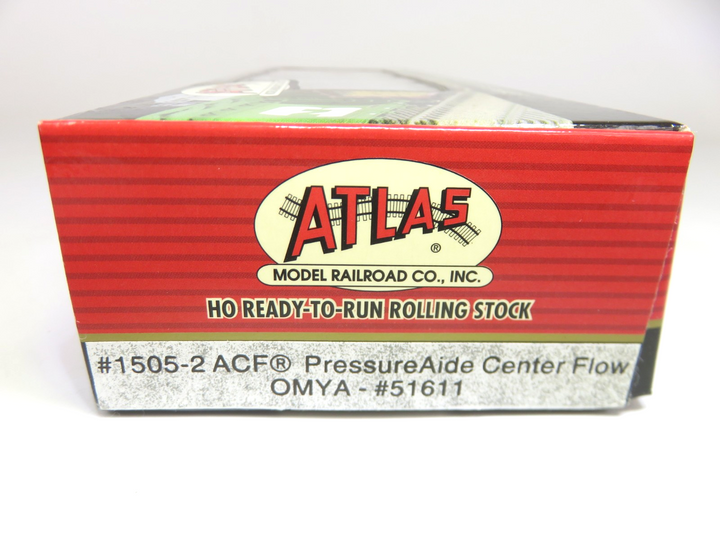 ATLAS
®
MODEL RAILROAD CO., INC.
HO READY-TO-RUN ROLLING STOCK
#1505-2 ACF® PressureAide Center Flow
OMYA - #51611